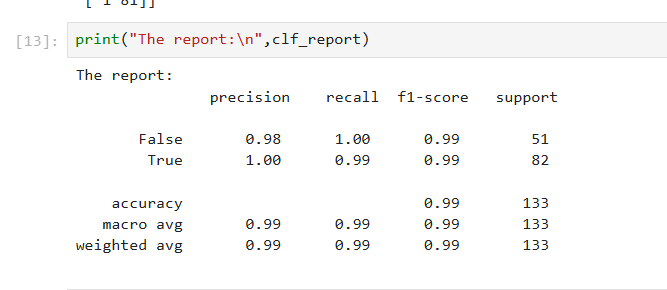 [ 1 81]]
[13]: print("The report:\n",clf_report)
The report:
precision recall f1-score support
False 0.98 1.00 0.99 51
True 1.00 0.99 0.99 82
accuracy 0.99 133
macro avg 0.99 0.99 0.99 133
weighted avg 0.99 0.99 0.99 133